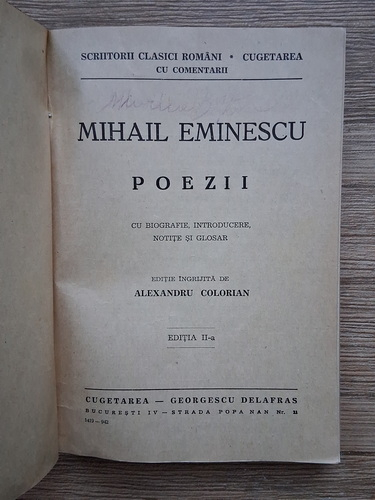 SCRIITORII CLASICI ROMÂNI * CUGETAREA
CU COMENTARII
MIHAIL EMINESCU
POEZII
CU BIOGRAFIE, INTRODUCERE,
NOTIȚE ȘI GLOSAR
EDIȚIE ÎNGRIJITĂ DE
ALEXANDRU COLORIAN
EDIȚIA II-a
CUGETAREA — GEORGESCU DELAFRAS
BUCUREȘTI IV — STRADA POPA NAN Nr.